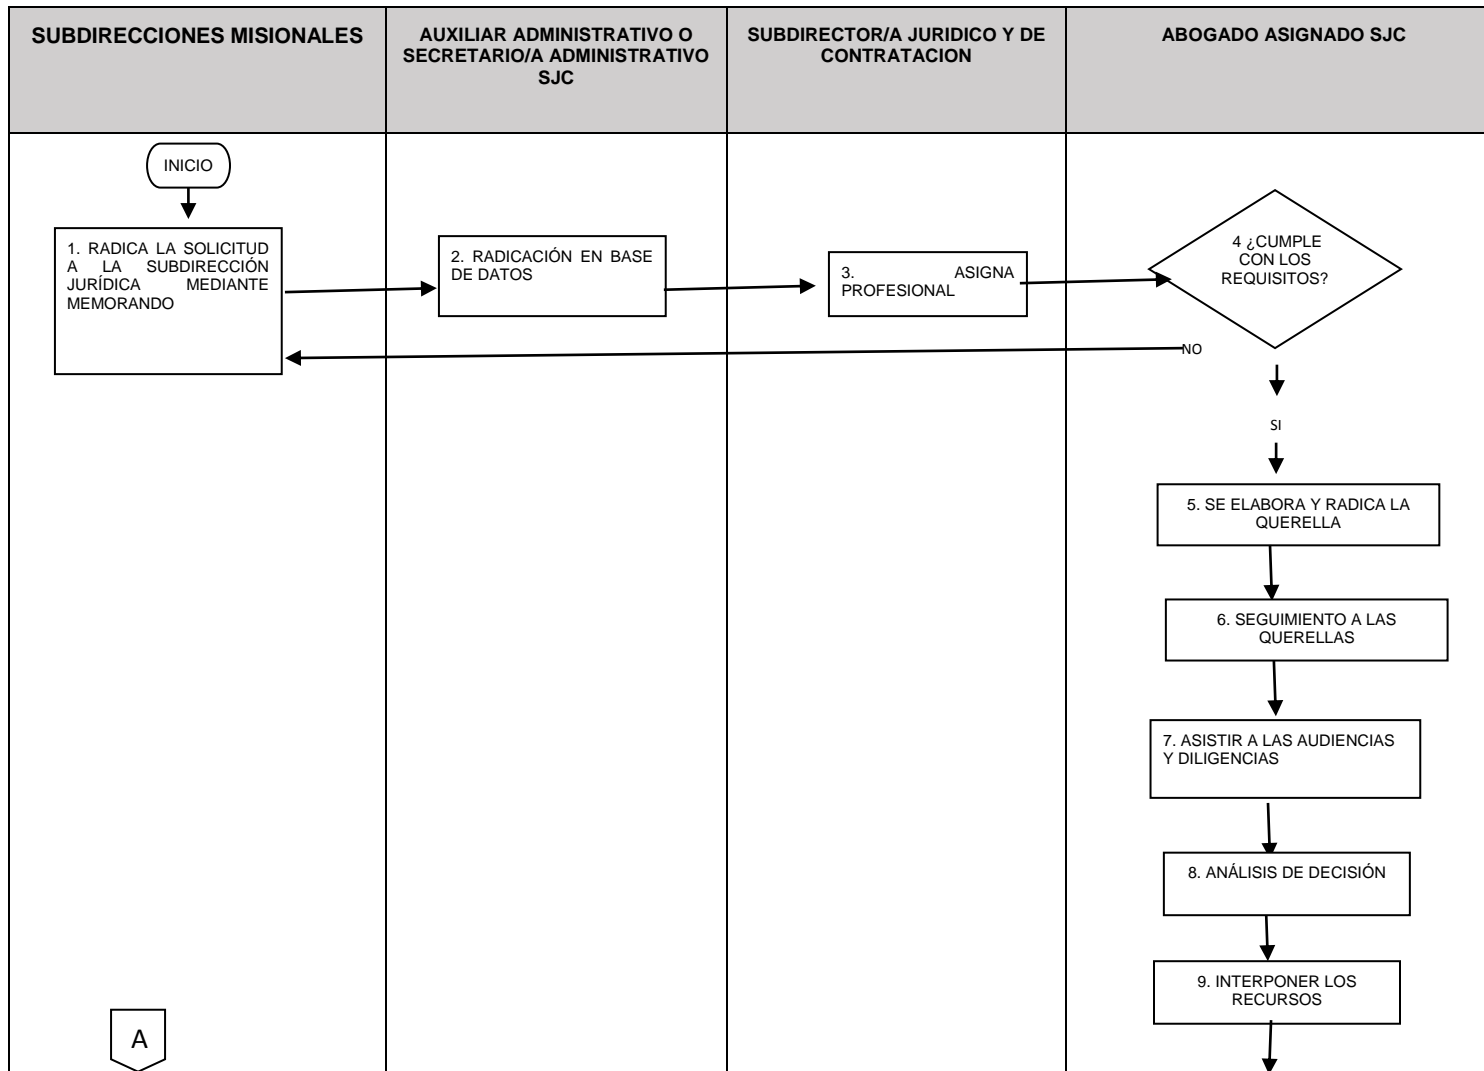 SUBDIRECCIONES MISIONALES
AUXILIAR ADMINISTRATIVO O
SECRETARIO/A ADMINISTRATIVO
SJC
SUBDIRECTOR/A JURIDICO Y DE
CONTRATACION
ABOGADO ASIGNADO SJC
INICIO
1. RADICA LA SOLICITUD
A LA SUBDIRECCIÓN
JURÍDICA MEDIANTE
MEMORANDO
2. RADICACIÓN EN BASE
DE DATOS
3. ASIGNA
PROFESIONAL
4 ¿CUMPLE
CON LOS
REQUISITOS?
NO
SI
5. SE ELABORA Y RADICA LA
QUERELLA
6. SEGUIMIENTO A LAS
QUERELLAS
7. ASISTIR A LAS AUDIENCIAS
Y DILIGENCIAS
8. ANÁLISIS DE DECISIÓN
9. INTERPONER LOS
RECURSOS
A